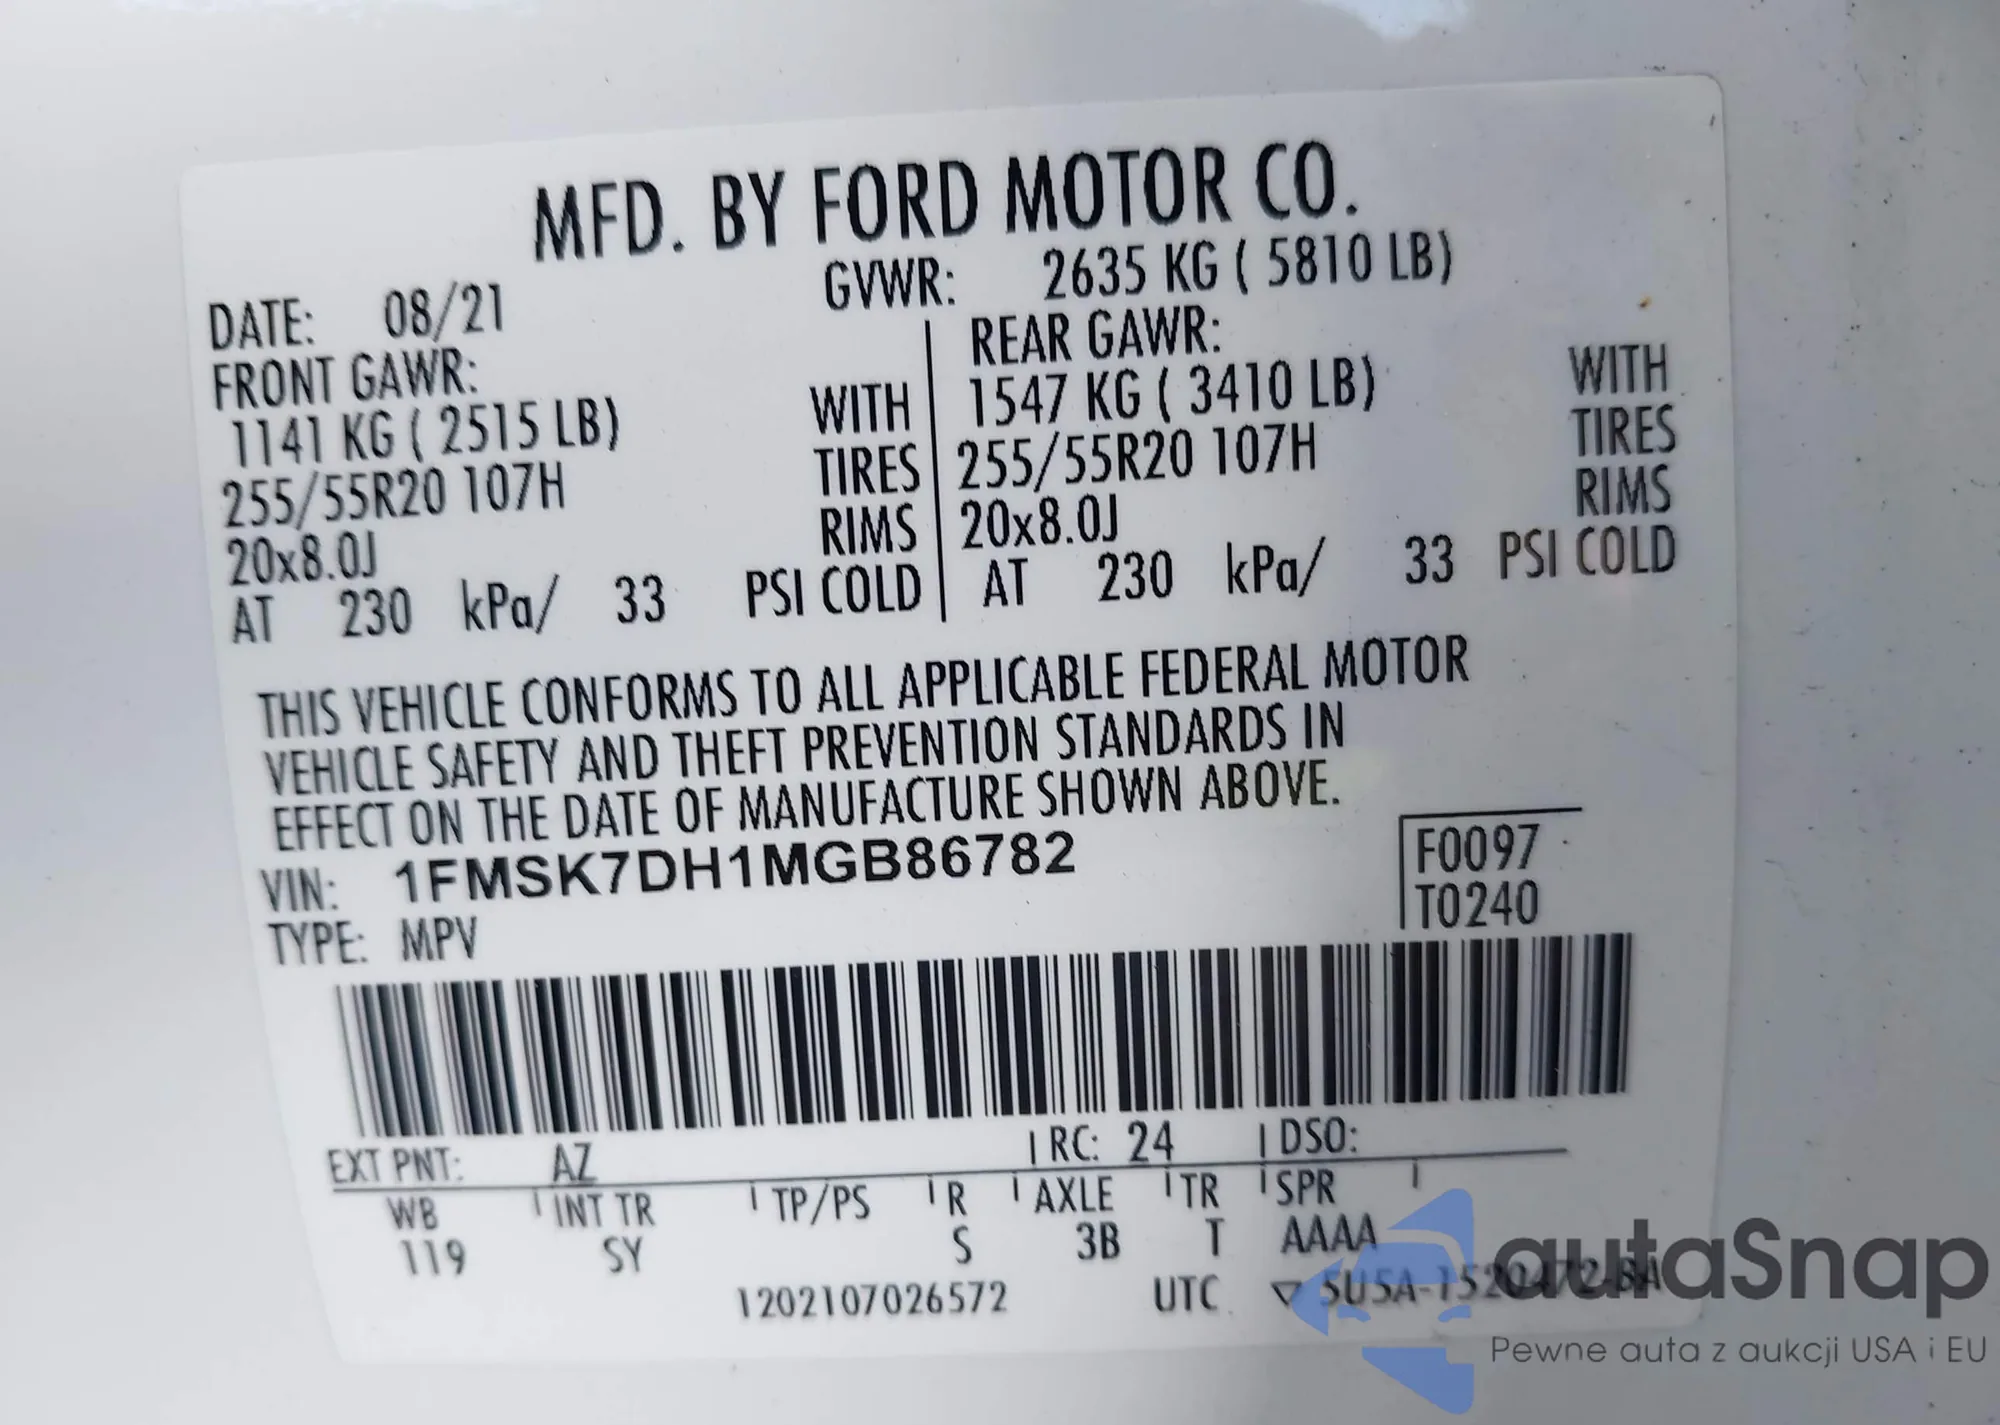 MFD. BY FORD MOTOR CO.
DATE: 08/21 GVWR: 2635 KG ( 5810 LB)
FRONT GAWR: REAR GAWR:
1141 KG ( 2515 LB) WITH 1547 KG ( 3410 LB) WITH
255/55R20 107H TIRES 255/55R20 107H TIRES
20x8.0J RIMS 20x8.0J RIMS
AT 230 kPa/ 33 PSI COLD AT 230 kPa/ 33 PSI COLD
THIS VEHICLE CONFORMS TO ALL APPLICABLE FEDERAL MOTOR
VEHICLE SAFETY AND THEFT PREVENTION STANDARDS IN
EFFECT ON THE DATE OF MANUFACTURE SHOWN ABOVE.
VIN: 1FMSK7DH1MGB86782 F0097
TYPE: MPV T0240
EXT PNT: AZ RC: 24 DSO:
WB INT TR TP/PS R AXLE TR SPR
119 SY S 3B T AAAA
1202107026572 UTC ▽ 5U5A-1520472-BA
autaSnap
Pewne auta z aukcji USA i EU